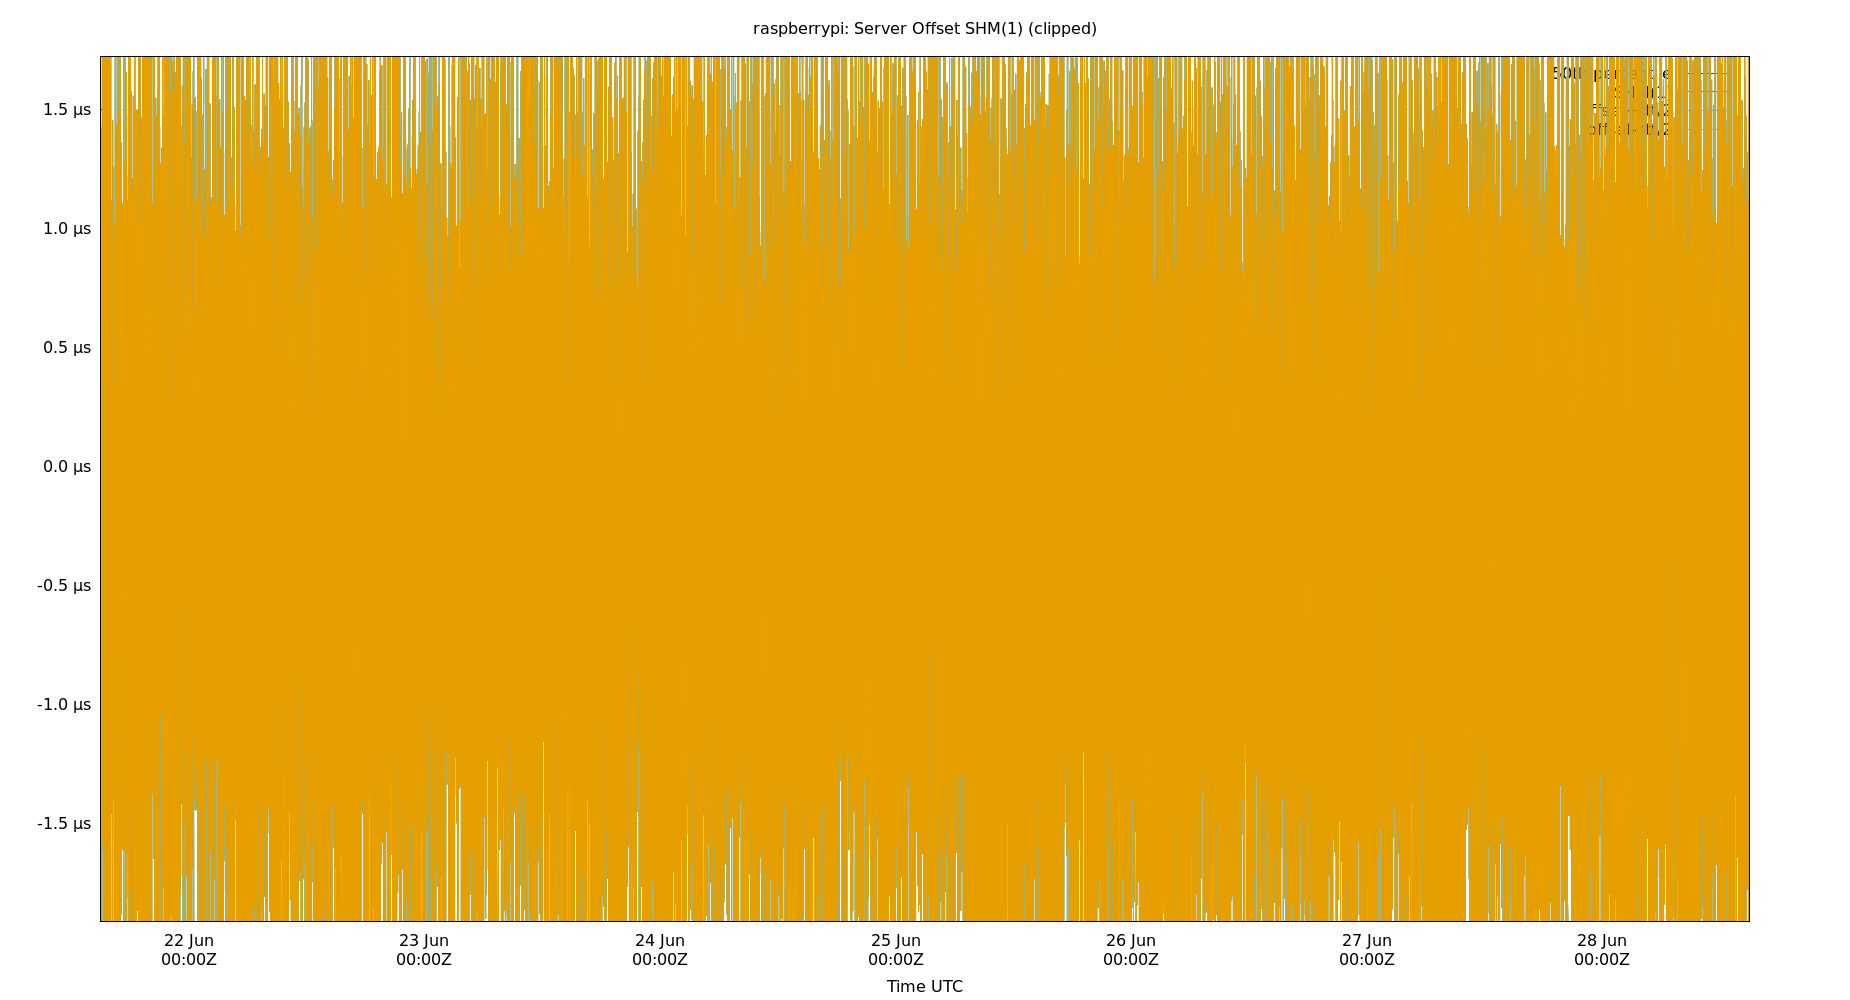 raspberrypi: Server Offset SHM(1) (clipped)
1.5 µs
1.0 µs
0.5 µs
0.0 µs
-0.5 µs
-1.0 µs
-1.5 µs
22 Jun 23 Jun 24 Jun 25 Jun 26 Jun 27 Jun 28 Jun
00:00Z 00:00Z 00:00Z 00:00Z 00:00Z 00:00Z 00:00Z
Time UTC